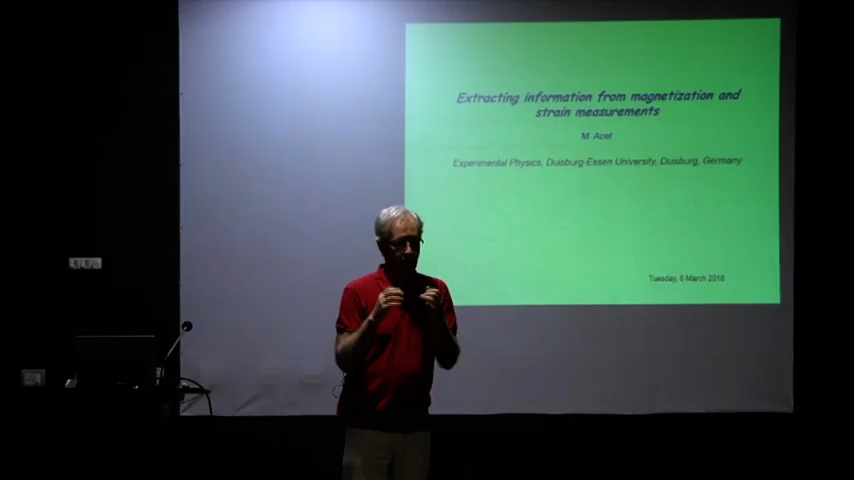 Extracting information from magnetization and
strain measurements
M. Acet
Experimental Physics, Duisburg-Essen University, Duisburg, Germany
Tuesday, 6 March 2018